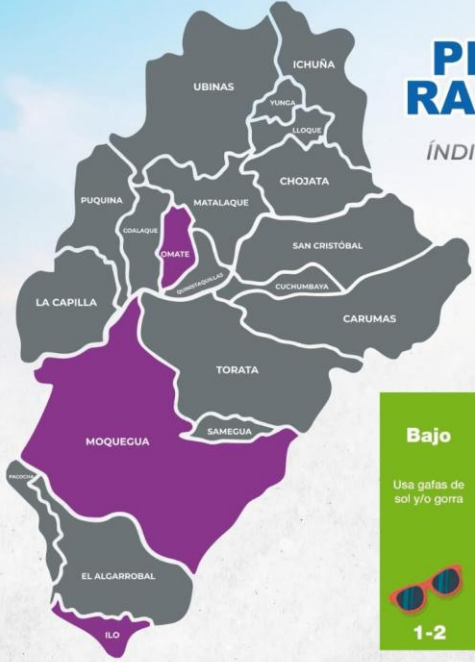 PR
RA
ÍNDI
ICHUÑA
UBINAS
YUNGA
LLOQUE
CHOJATA
PUQUINA
MATALAQUE
COALAQUE
OMATE
SAN CRISTÓBAL
QUINISTAQUILLAS
CUCHUMBAYA
LA CAPILLA
CARUMAS
TORATA
SAMEGUA
MOQUEGUA
PACOCHA
EL ALGARROBAL
ILO
Bajo
Usa gafas de
sol y/o gorra
1-2